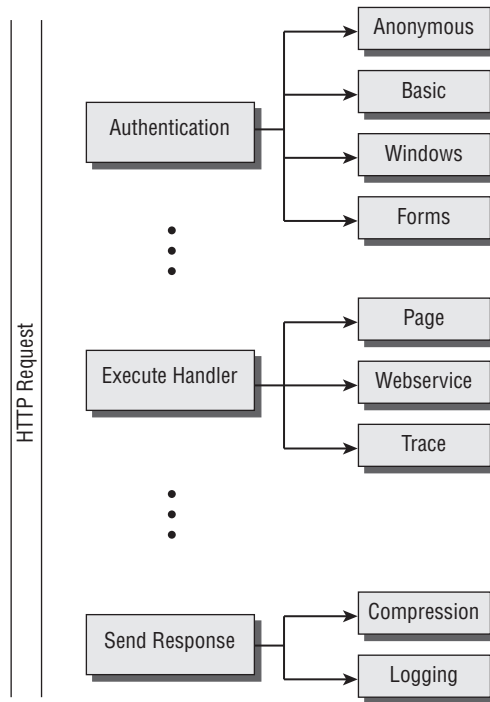 HTTP Request
Authentication
Anonymous
Basic
Windows
Forms
Execute Handler
Page
Webservice
Trace
Send Response
Compression
Logging